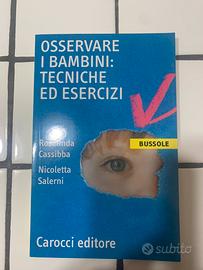 OSSERVARE
I BAMBINI:
TECNICHE
ED ESERCIZI
BUSSOLE
Rosalinda
Cassibba
Nicoletta
Salerni
Carocci editore
subito